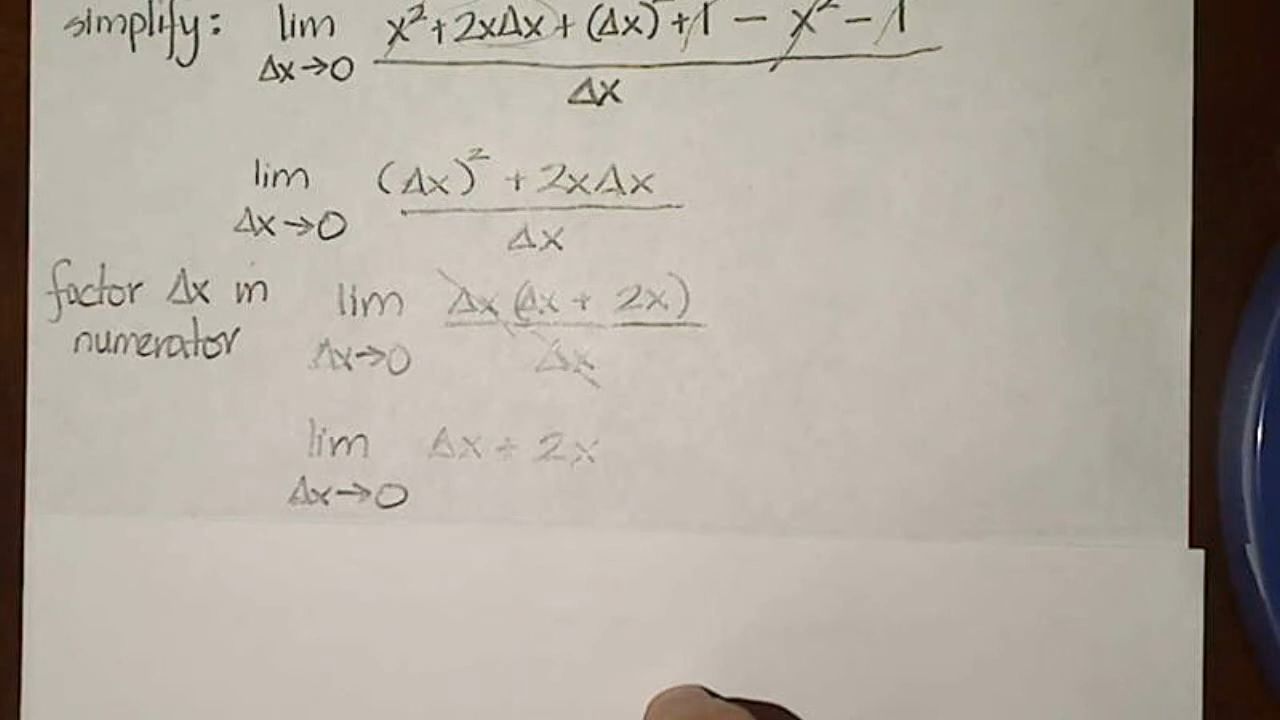 simplify: lim x² + 2xΔx + (Δx)² + 1 - x² - 1
Δx→0 Δx
lim (Δx)² + 2xΔx
Δx→0 Δx
factor Δx in lim Δx(Δx + 2x)
numerator Δx→0 Δx
lim Δx + 2x
Δx→0